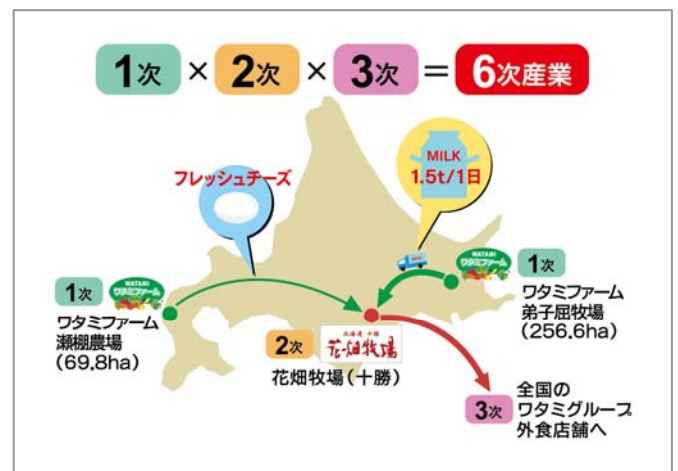 1次 × 2次 × 3次 = 6次産業
フレッシュチーズ
MILK
1.5t/1日
1次
WATAMI
ワタミファーム
ワタミファーム
瀬棚農場
(69.8ha)
WATAMI
ワタミファーム
1次
ワタミファーム
弟子屈牧場
(256.6ha)
2次
北海道・十勝
花畑牧場
花畑牧場(十勝)
3次
全国の
ワタミグループ
外食店舗へ